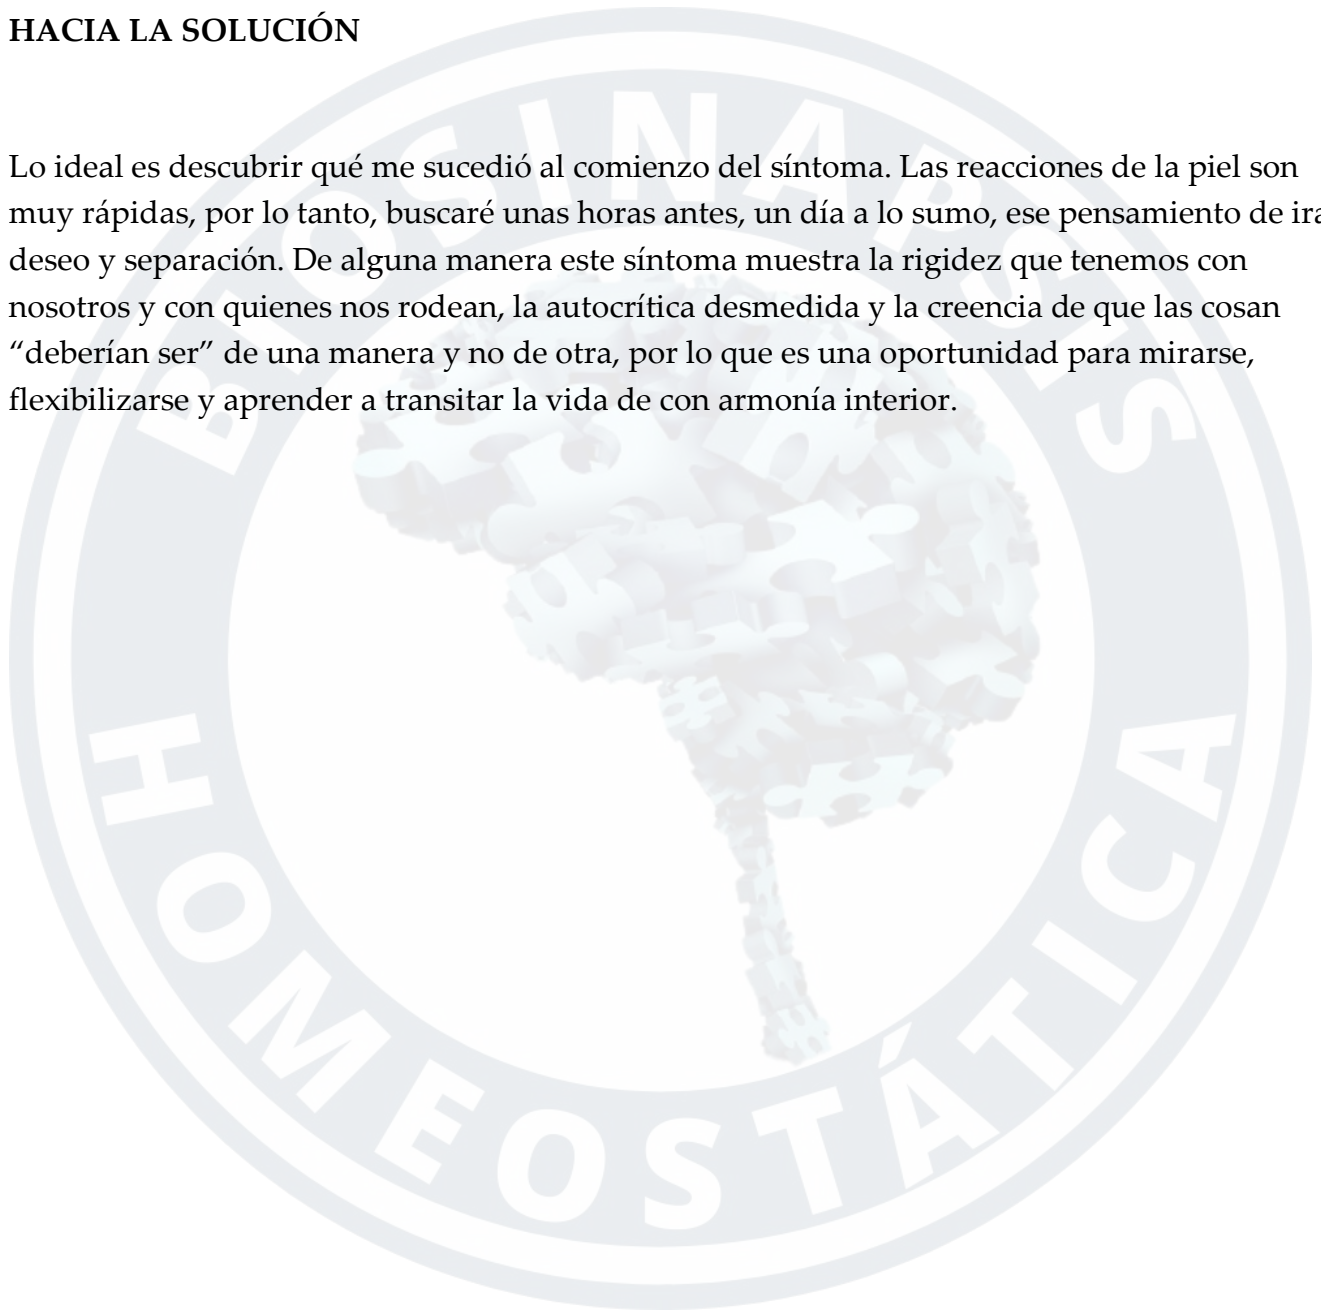 HACIA LA SOLUCIÓN
Lo ideal es descubrir qué me sucedió al comienzo del síntoma. Las reacciones de la piel son
muy rápidas, por lo tanto, buscaré unas horas antes, un día a lo sumo, ese pensamiento de ira
deseo y separación. De alguna manera este síntoma muestra la rigidez que tenemos con
nosotros y con quienes nos rodean, la autocrítica desmedida y la creencia de que las cosan
“deberían ser” de una manera y no de otra, por lo que es una oportunidad para mirarse,
flexibilizarse y aprender a transitar la vida de con armonía interior.
BIOSINAPSIS
HOMEOSTÁTICA